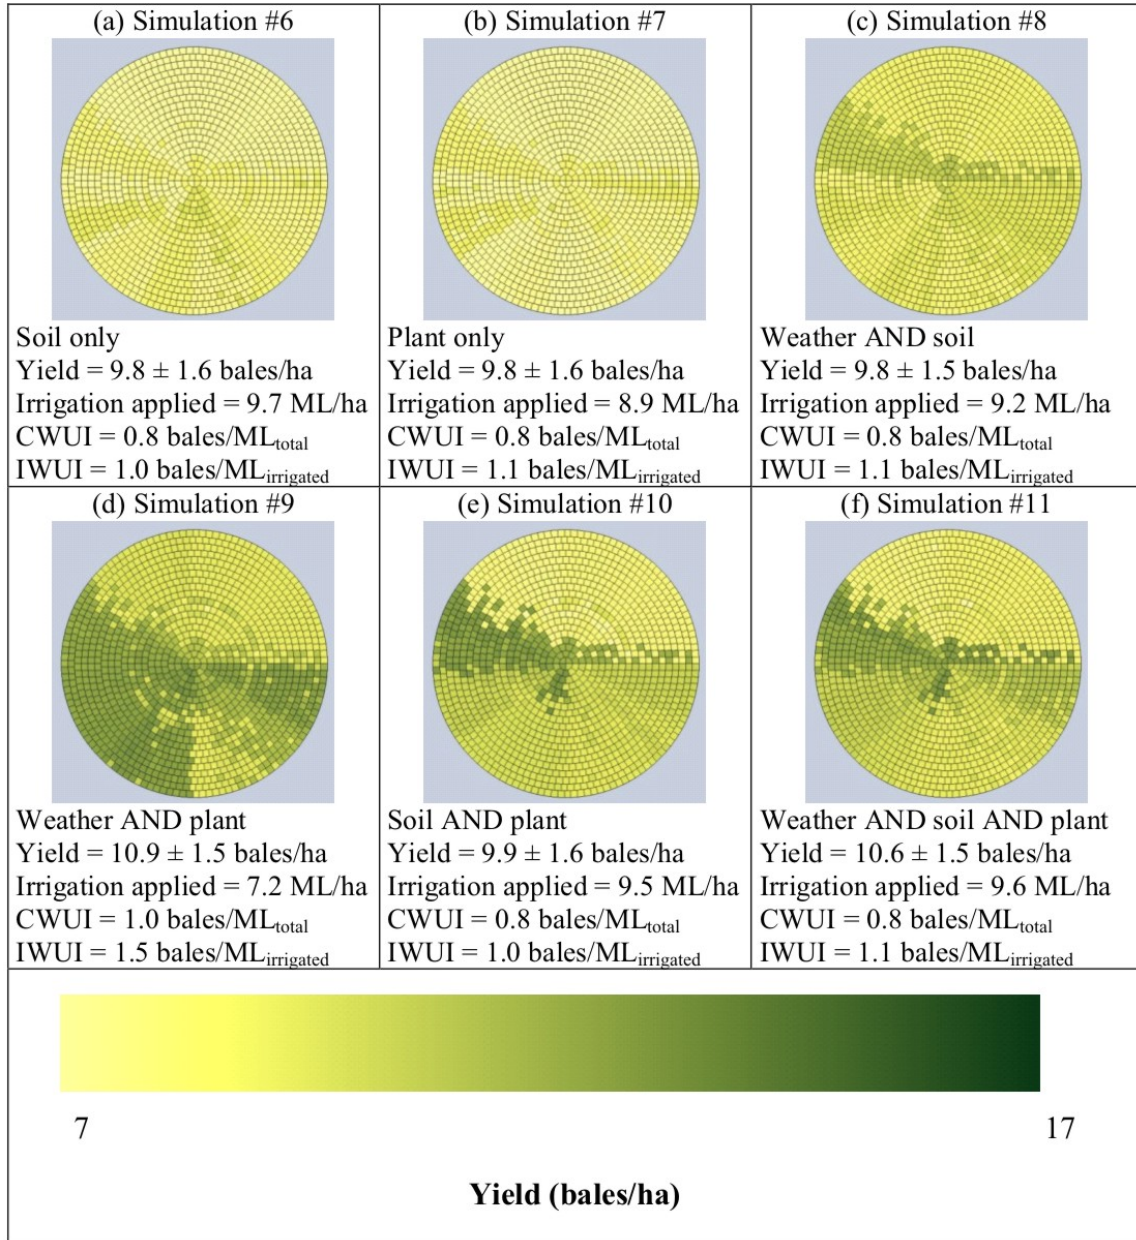 (a) Simulation #6
Soil only
Yield = 9.8 ± 1.6 bales/ha
Irrigation applied = 9.7 ML/ha
CWUI = 0.8 bales/MLtotal
IWUI = 1.0 bales/MLirrigated
(b) Simulation #7
Plant only
Yield = 9.8 ± 1.6 bales/ha
Irrigation applied = 8.9 ML/ha
CWUI = 0.8 bales/MLtotal
IWUI = 1.1 bales/MLirrigated
(c) Simulation #8
Weather AND soil
Yield = 9.8 ± 1.5 bales/ha
Irrigation applied = 9.2 ML/ha
CWUI = 0.8 bales/MLtotal
IWUI = 1.1 bales/MLirrigated
(d) Simulation #9
Weather AND plant
Yield = 10.9 ± 1.5 bales/ha
Irrigation applied = 7.2 ML/ha
CWUI = 1.0 bales/MLtotal
IWUI = 1.5 bales/MLirrigated
(e) Simulation #10
Soil AND plant
Yield = 9.9 ± 1.6 bales/ha
Irrigation applied = 9.5 ML/ha
CWUI = 0.8 bales/MLtotal
IWUI = 1.0 bales/MLirrigated
(f) Simulation #11
Weather AND soil AND plant
Yield = 10.6 ± 1.5 bales/ha
Irrigation applied = 9.6 ML/ha
CWUI = 0.8 bales/MLtotal
IWUI = 1.1 bales/MLirrigated
7
17
Yield (bales/ha)